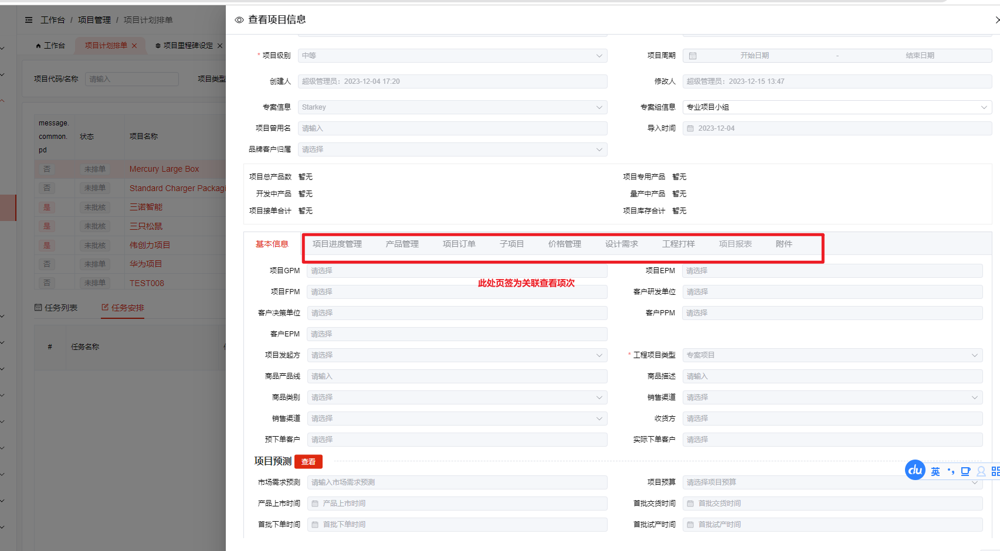 工作台 / 项目管理 / 项目计划排单
工作台 项目计划排单 项目里程碑设定
项目代码/名称 请输入 项目类型
message.common.pd 状态 项目名称
否 未排单 Mercury Large Box
否 未排单 Standard Charger Packagi
是 未批核 三诺智能
是 未批核 三只松鼠
是 未批核 伟创力项目
否 未排单 华为项目
否 未排单 TEST008
任务列表 任务安排
# 任务名称
查看项目信息
* 项目级别 中等 项目周期 开始日期 - 结束日期
创建人 超级管理员：2023-12-04 17:20 修改人 超级管理员：2023-12-15 13:47
专案信息 Starkey 专案组信息 专业项目小组
项目曾用名 请输入 导入时间 2023-12-04
品牌客户归属 请选择
项目总产品数 暂无 项目专用产品 暂无
开发中产品 暂无 量产中产品 暂无
项目接单合计 暂无 项目库存合计 暂无
基本信息 项目进度管理 产品管理 项目订单 子项目 价格管理 设计需求 工程打样 项目报表 附件
项目GPM 请选择 项目EPM 请选择
此处页签为关联查看项次
项目FPM 请选择 客户研发单位 请选择
客户决策单位 请选择 客户PPM 请选择
客户EPM 请选择
项目发起方 请选择 * 工程项目类型 专案项目
商品产品线 请输入 商品描述 请输入
商品类别 请选择 销售渠道 请选择
销售渠道 请选择 收货方 请选择
预下单客户 请选择 实际下单客户 请选择
项目预测 查看
du 英
市场需求预测 请输入市场需求预测 项目预算 请选择项目预算
产品上市时间 产品上市时间 首批交货时间 首批交货时间
首批下单时间 首批下单时间 首批试产时间 首批试产时间